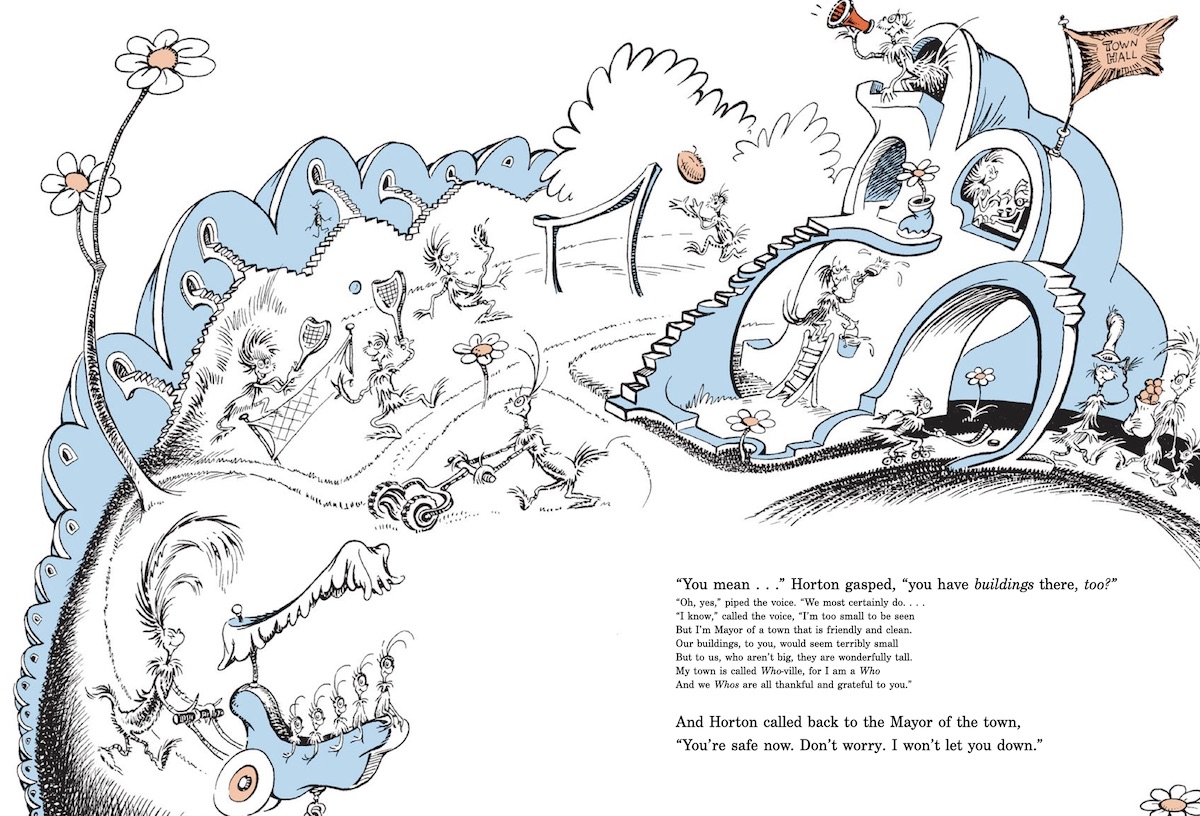 TOWN
HALL
“You mean . . .” Horton gasped, “you have buildings there, too?”
“Oh, yes,” piped the voice. “We most certainly do. . . .
“I know,” called the voice, “I’m too small to be seen
But I’m Mayor of a town that is friendly and clean.
Our buildings, to you, would seem terribly small
But to us, who aren’t big, they are wonderfully tall.
My town is called Who-ville, for I am a Who
And we Whos are all thankful and grateful to you.”
And Horton called back to the Mayor of the town,
“You’re safe now. Don’t worry. I won’t let you down.”